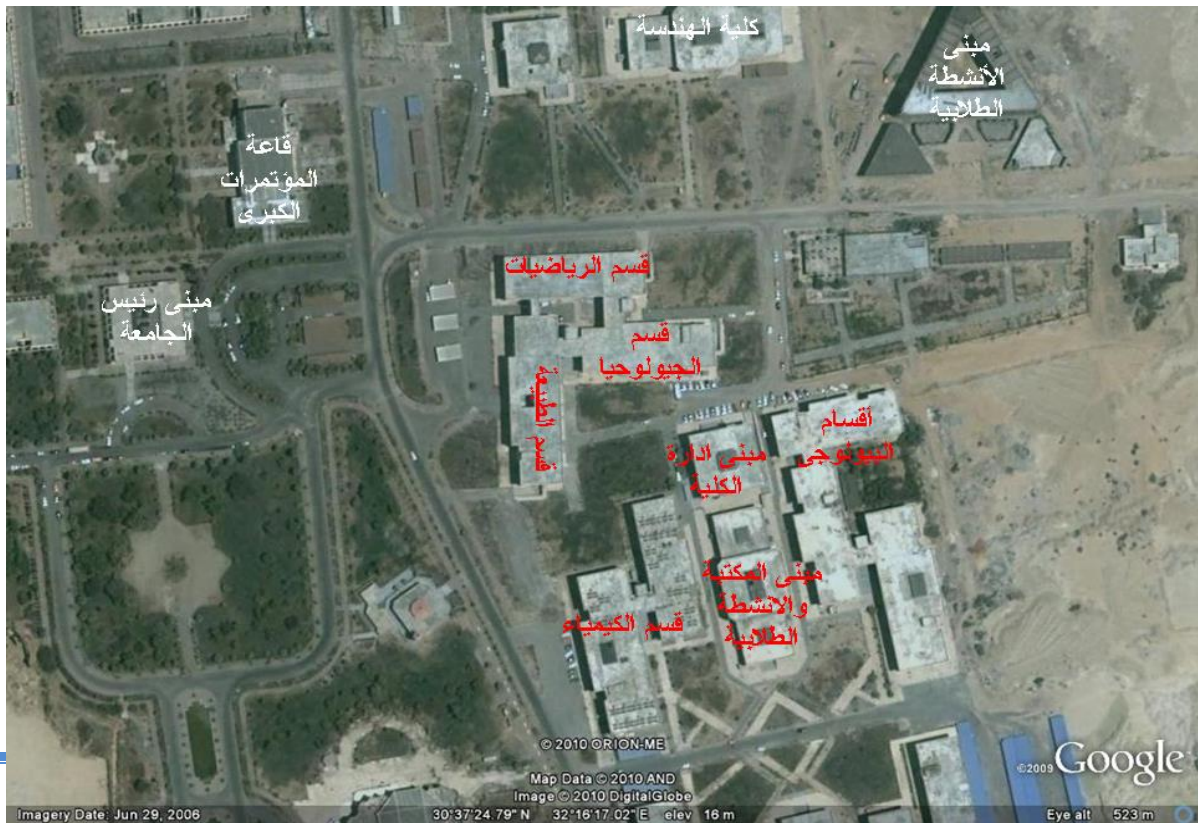 كلية الهندسة
مبنى
الأنشطة
الطلابية
قاعة
المؤتمرات
الكبرى
مبنى رئيس
الجامعة
قسم الرياضيات
قسم
الجيولوحيا
قسم الطبيعة
أقسام
البيولوجى
مبنى ادارة
الكلية
مبنى المكتبة
والانشطة
الطلابية
قسم الكيمياء
© 2010 ORION-ME
Map Data © 2010 AND
Image © 2010 DigitalGlobe
©2009 Google
Imagery Date: Jun 29, 2006
30°37'24.79" N 32°16'17.02" E elev 16 m
Eye alt 523 m